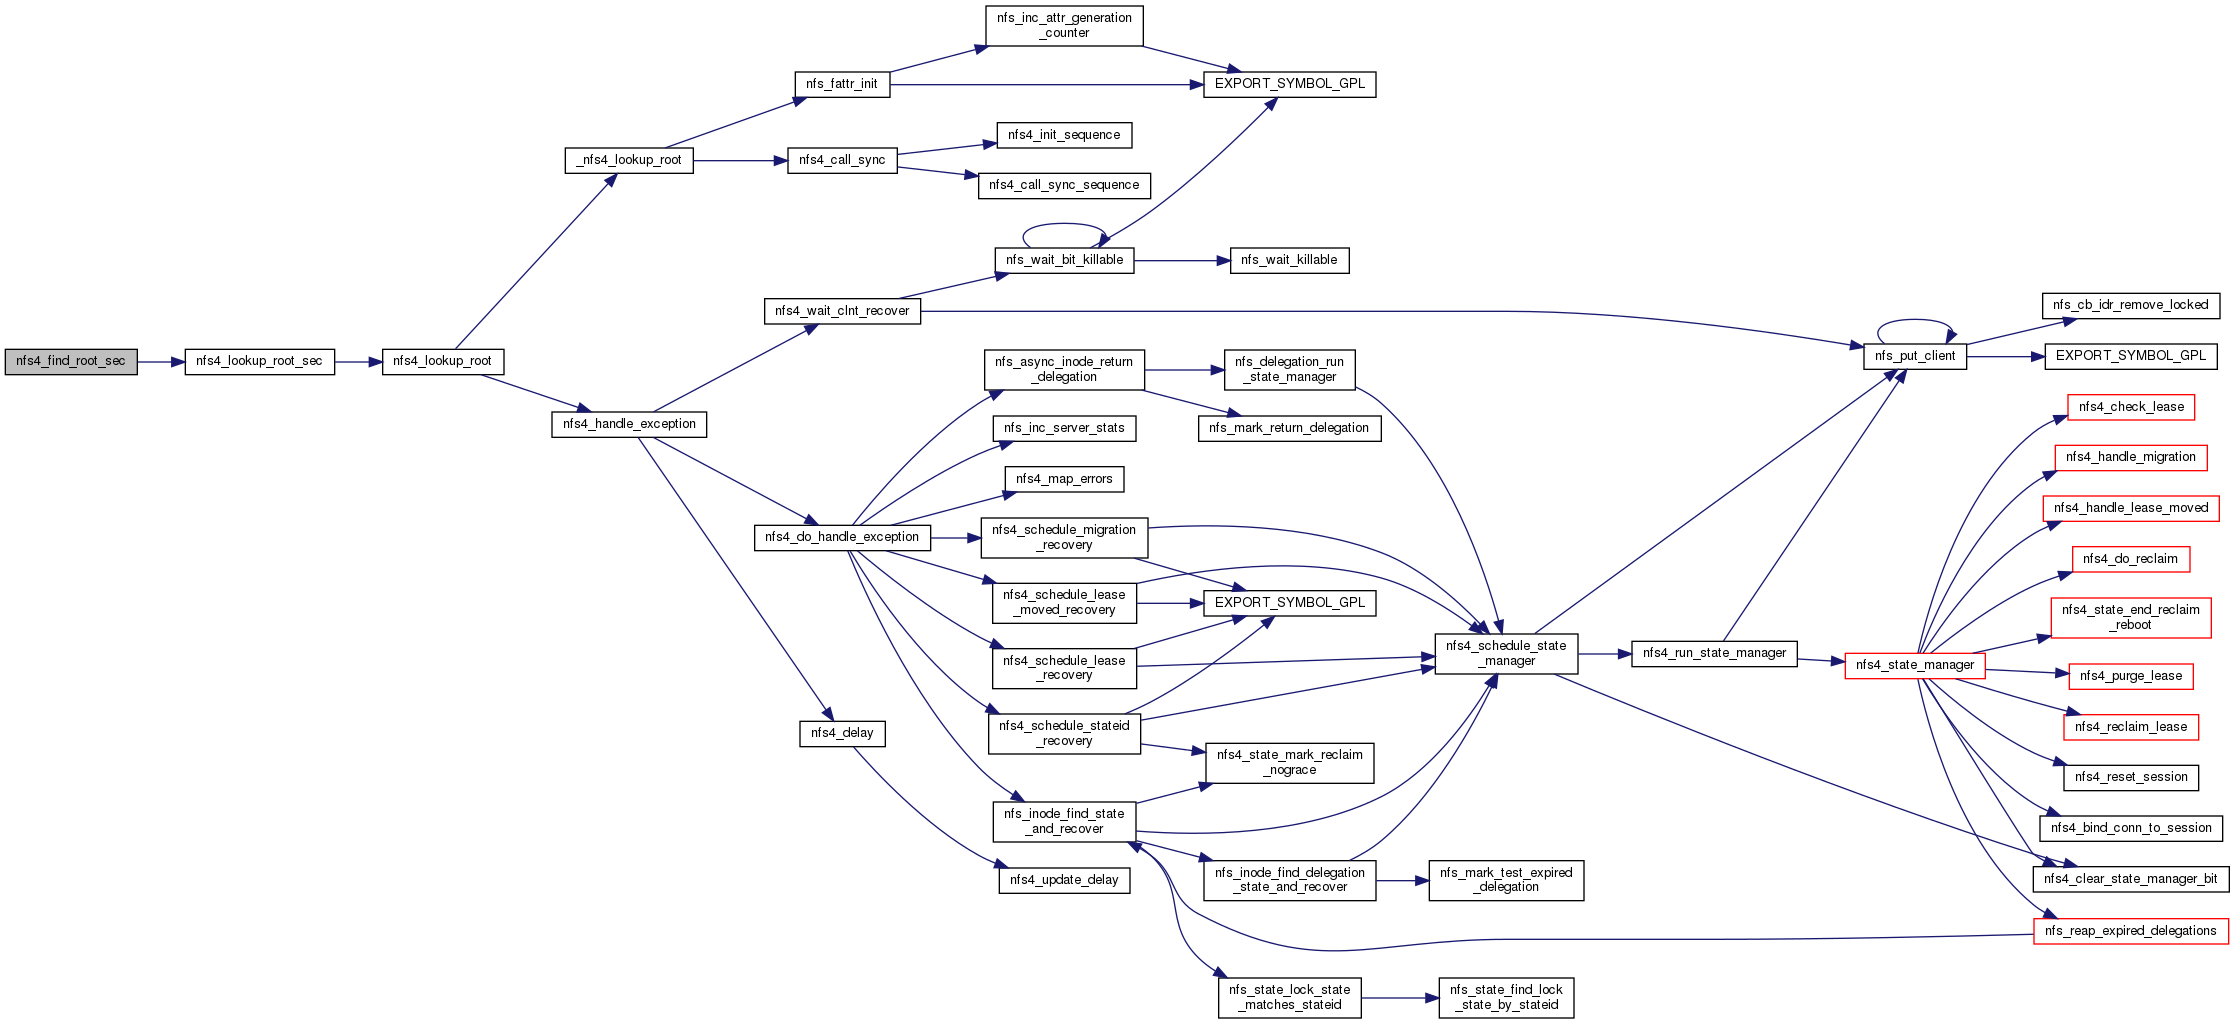 nfs4_find_root_sec
nfs4_lookup_root_sec
nfs4_lookup_root
_nfs4_lookup_root
nfs4_handle_exception
nfs_fattr_init
nfs4_call_sync
nfs4_wait_clnt_recover
nfs4_do_handle_exception
nfs4_delay
nfs_inc_attr_generation
_counter
nfs4_init_sequence
nfs4_call_sync_sequence
nfs_wait_bit_killable
nfs_async_inode_return
_delegation
nfs_inc_server_stats
nfs4_map_errors
nfs4_schedule_migration
_recovery
nfs4_schedule_lease
_moved_recovery
nfs4_schedule_lease
_recovery
nfs4_schedule_stateid
_recovery
nfs_inode_find_state
_and_recover
nfs4_update_delay
EXPORT_SYMBOL_GPL
nfs_wait_killable
nfs_delegation_run
_state_manager
nfs_mark_return_delegation
EXPORT_SYMBOL_GPL
nfs4_state_mark_reclaim
_nograce
nfs_inode_find_delegation
_state_and_recover
nfs_state_lock_state
_matches_stateid
nfs4_schedule_state
_manager
nfs_mark_test_expired
_delegation
nfs_state_find_lock
_state_by_stateid
nfs4_run_state_manager
nfs_put_client
nfs4_state_manager
nfs_cb_idr_remove_locked
EXPORT_SYMBOL_GPL
nfs4_check_lease
nfs4_handle_migration
nfs4_handle_lease_moved
nfs4_do_reclaim
nfs4_state_end_reclaim
_reboot
nfs4_purge_lease
nfs4_reclaim_lease
nfs4_reset_session
nfs4_bind_conn_to_session
nfs4_clear_state_manager_bit
nfs_reap_expired_delegations